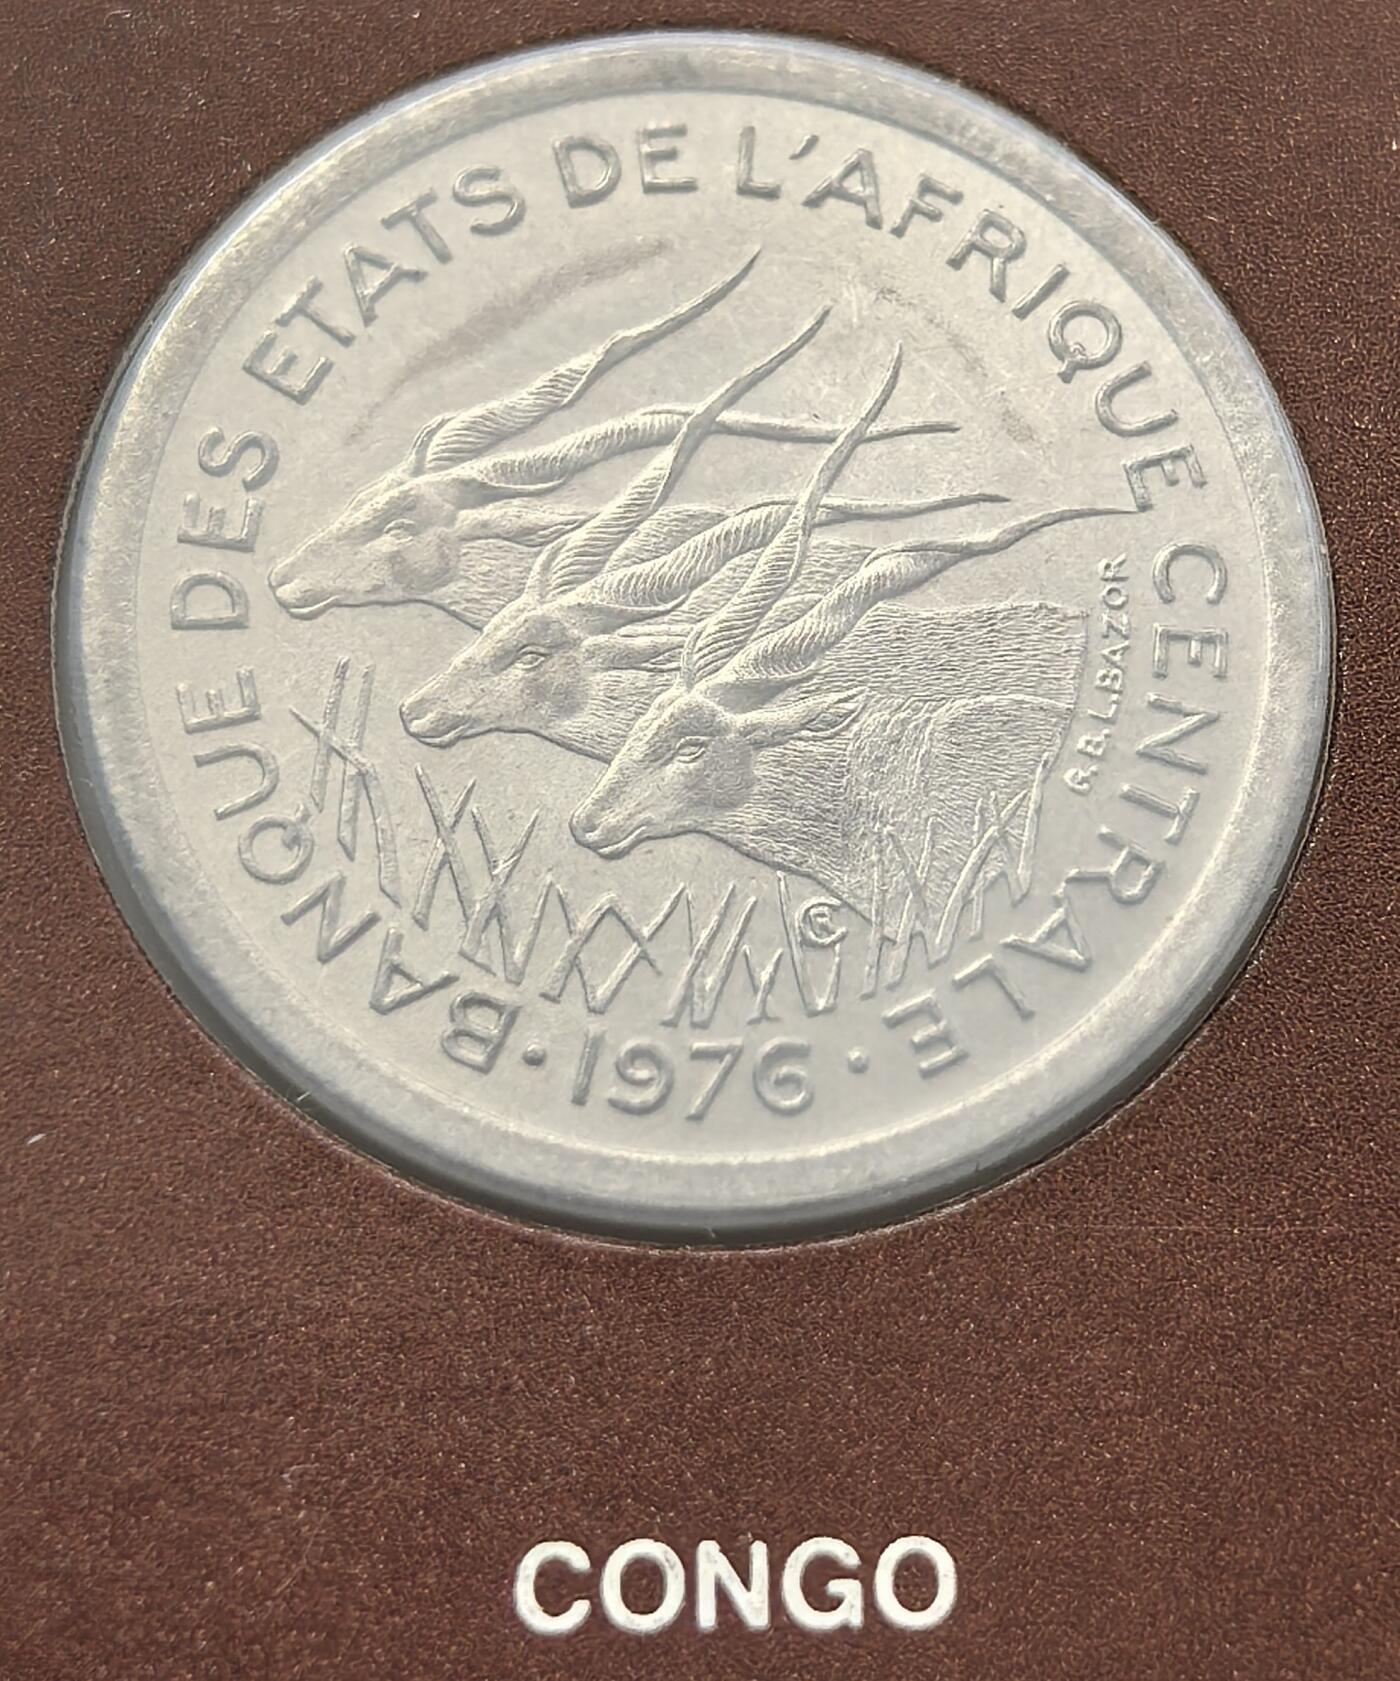 BANQUE DES ETATS DE L'AFRIQUE CENTRALE
G.B.L.BAZOR
· 1976 ·
CONGO